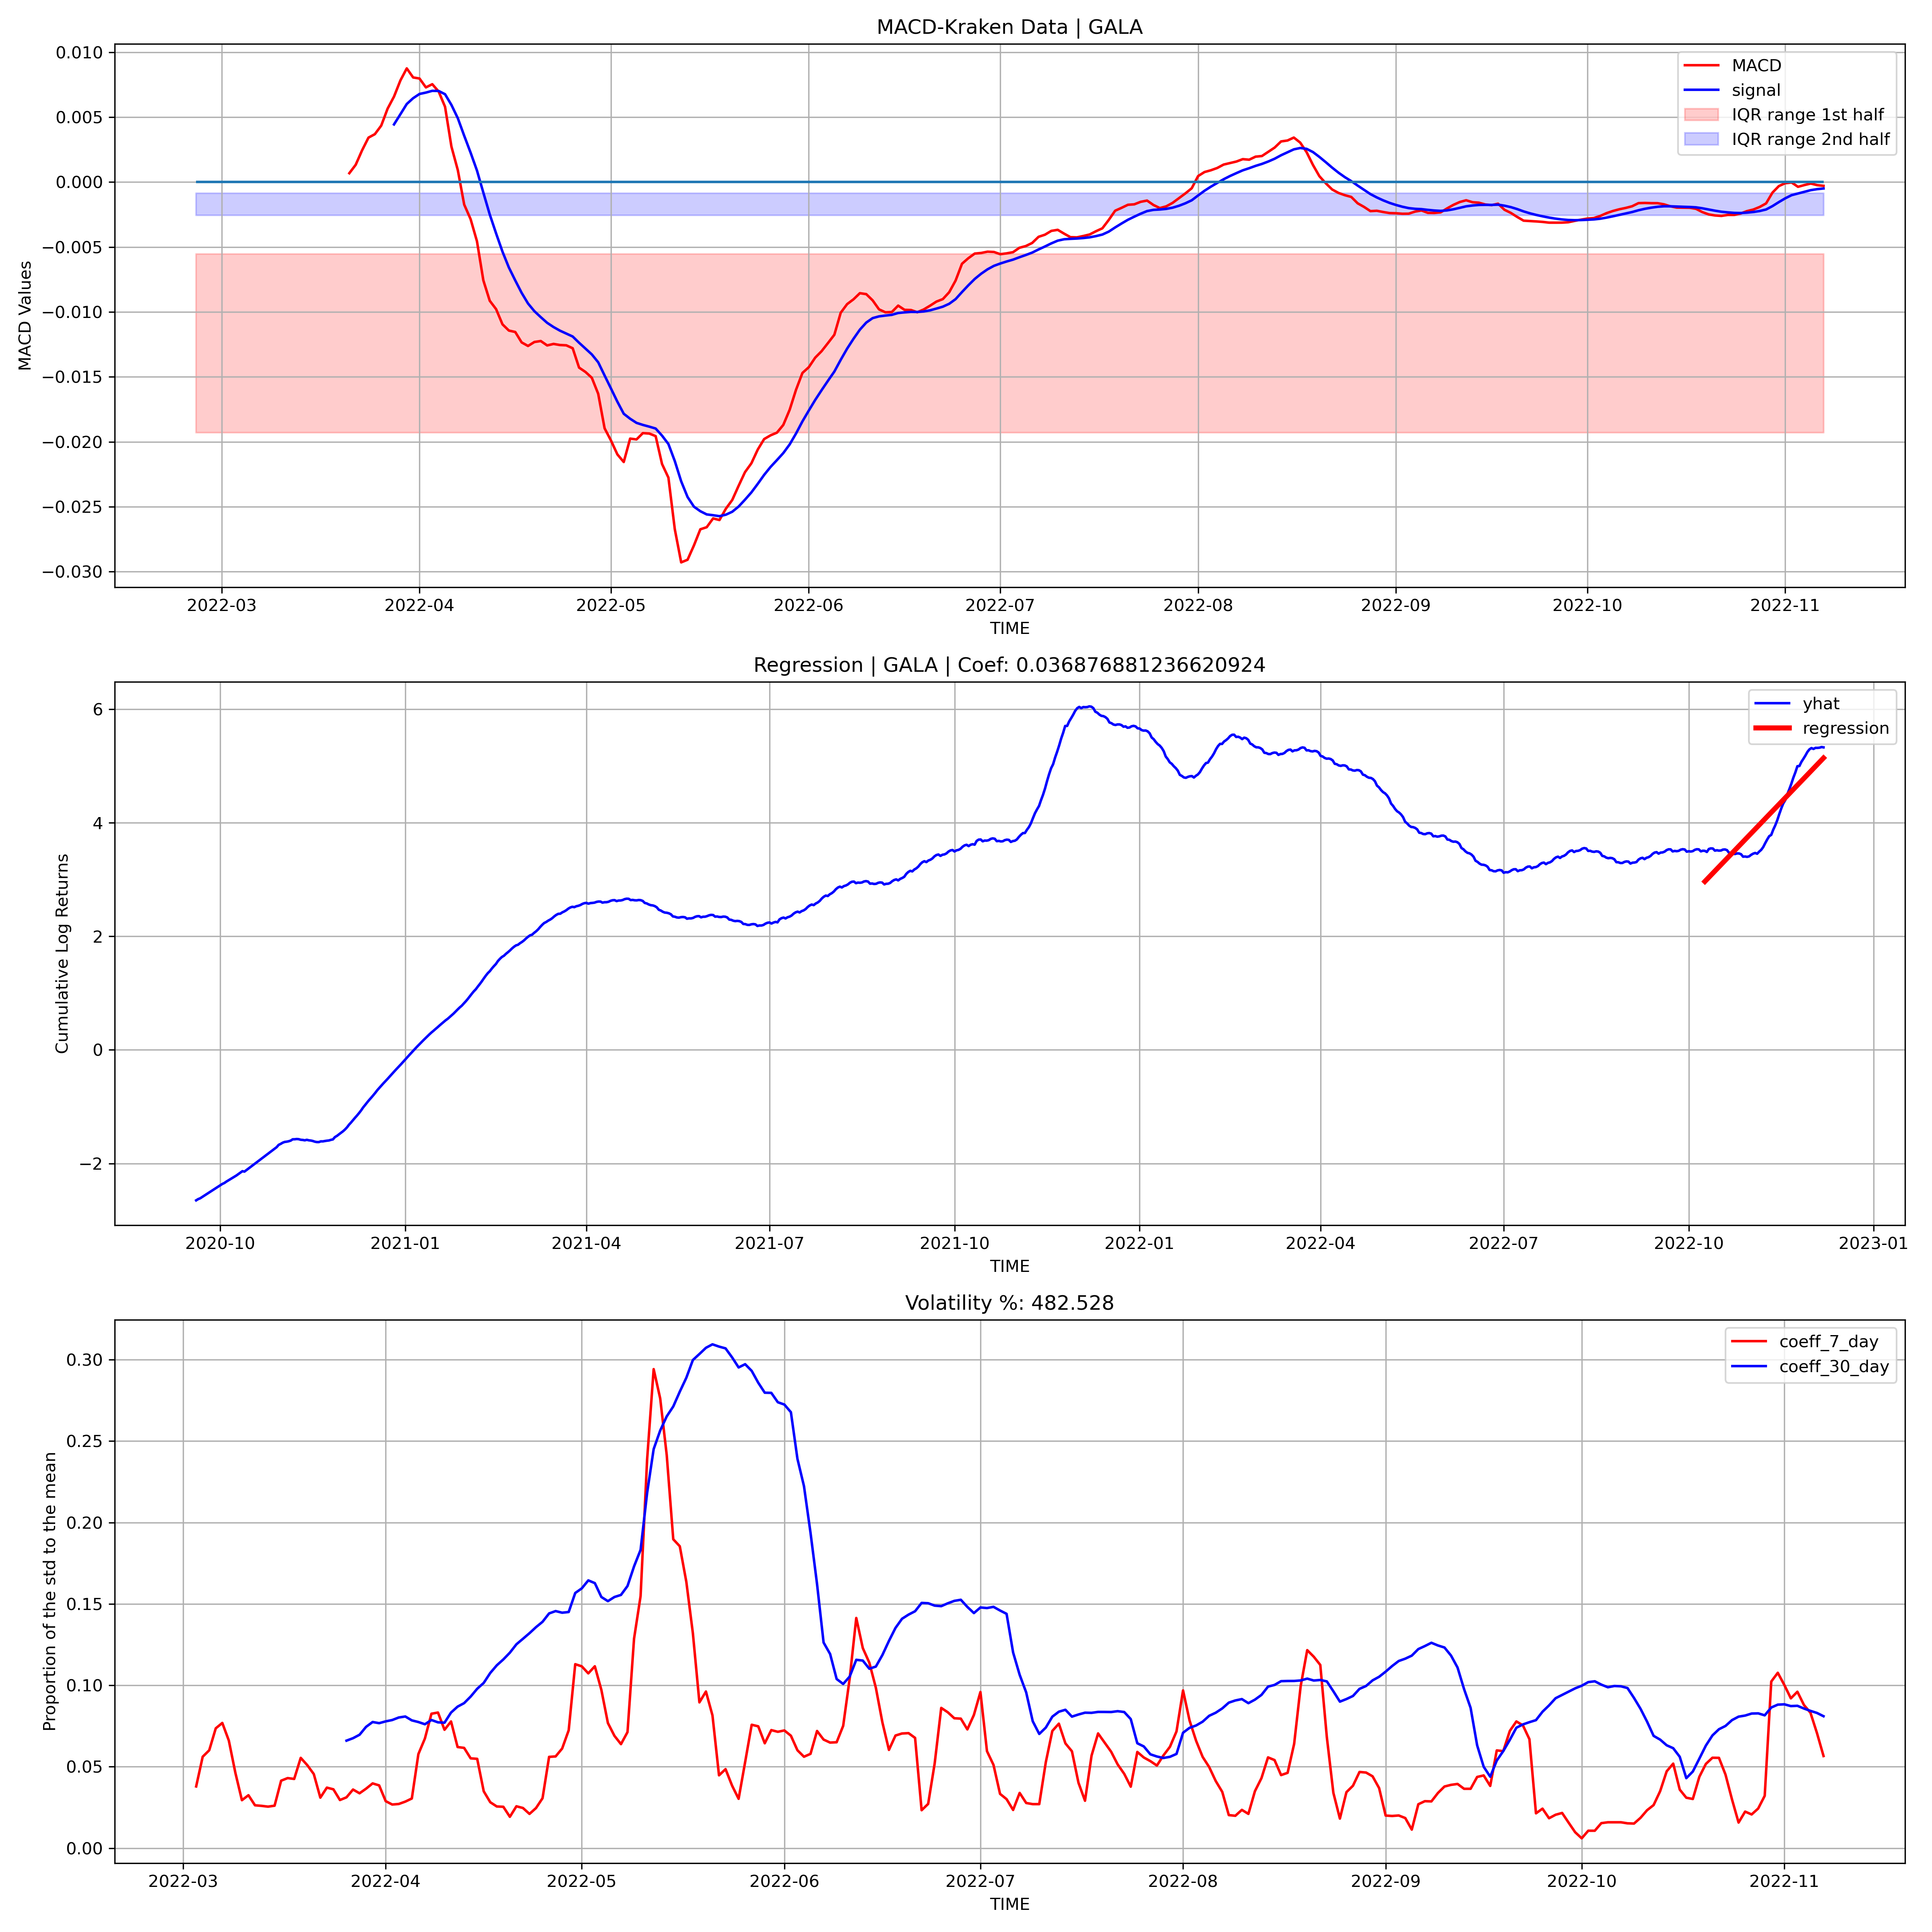 MACD-Kraken Data | GALA
MACD
signal
IQR range 1st half
IQR range 2nd half
0.010
0.005
0.000
−0.005
−0.010
−0.015
−0.020
−0.025
−0.030
MACD Values
2022-03 2022-04 2022-05 2022-06 2022-07 2022-08 2022-09 2022-10 2022-11
TIME
Regression | GALA | Coef: 0.036876881236620924
yhat
regression
6
4
2
0
−2
Cumulative Log Returns
2020-10 2021-01 2021-04 2021-07 2021-10 2022-01 2022-04 2022-07 2022-10 2023-01
TIME
Volatility %: 482.528
coeff_7_day
coeff_30_day
0.30
0.25
0.20
0.15
0.10
0.05
0.00
Proportion of the std to the mean
2022-03 2022-04 2022-05 2022-06 2022-07 2022-08 2022-09 2022-10 2022-11
TIME